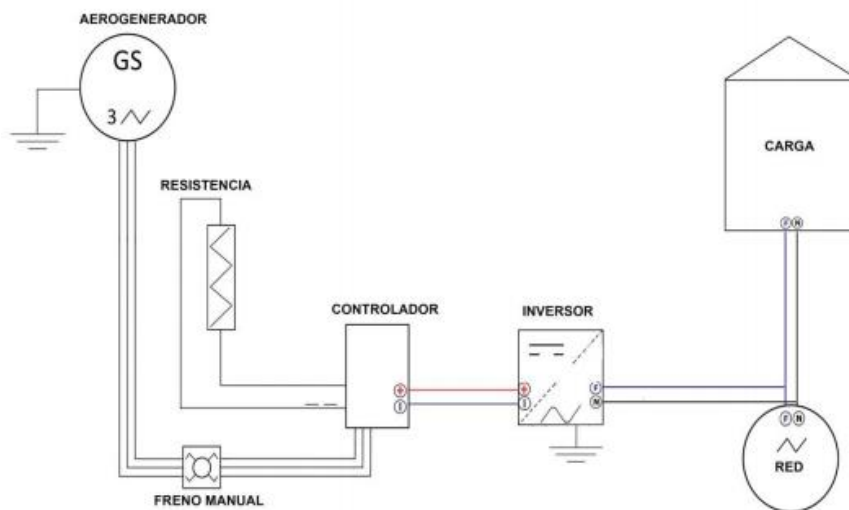 AEROGENERADOR
GS
3
RESISTENCIA
CARGA
F N
CONTROLADOR
INVERSOR
+
+
F
N
F N
RED
FRENO MANUAL